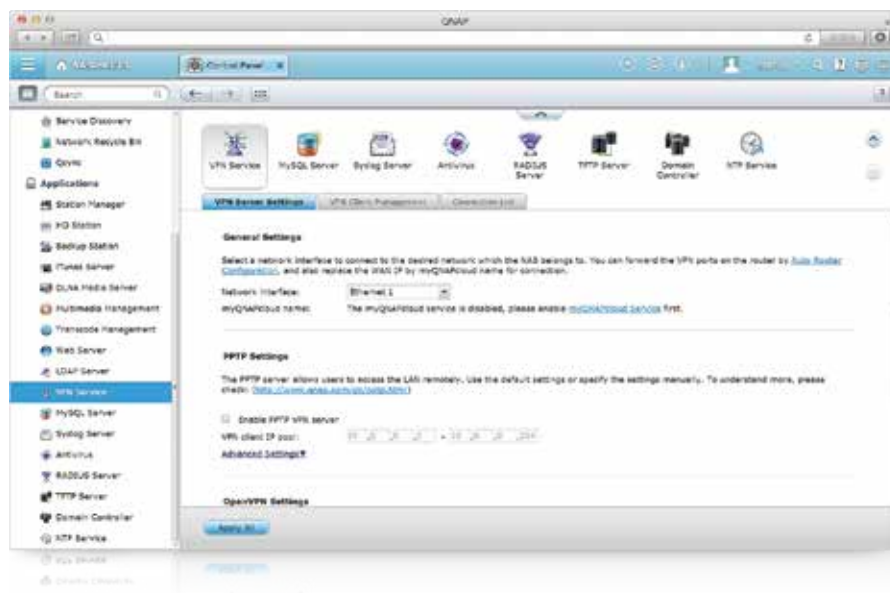 QNAP
Control Panel
Search
Service Discovery
Network Recycle Bin
Qsync
Applications
Station Manager
HD Station
Backup Station
iTunes Server
DLNA Media Server
Multimedia Management
Transcode Management
Web Server
LDAP Server
VPN Service
MySQL Server
Syslog Server
Antivirus
RADIUS Server
TFTP Server
Domain Controller
NTP Service
VPN Service
MySQL Server
Syslog Server
Antivirus
RADIUS
Server
TFTP Server
Domain
Controller
NTP Service
VPN Server Settings
VPN Client Management
Connection List
General Settings
Select a network interface to connect to the desired network which the NAS belongs to. You can forward the VPN ports on the router by Auto Router
Configuration, and also replace the WAN IP by myQNAPcloud name for connection.
Network interface:
Ethernet 1
myQNAPcloud name:
The myQNAPcloud service is disabled, please enable myQNAPcloud Service first.
PPTP Settings
The PPTP server allows users to access the LAN remotely. Use the default settings or specify the settings manually. To understand more, please
check:
Enable PPTP VPN server
VPN client IP pool:
Advanced Settings
OpenVPN Settings
Apply All